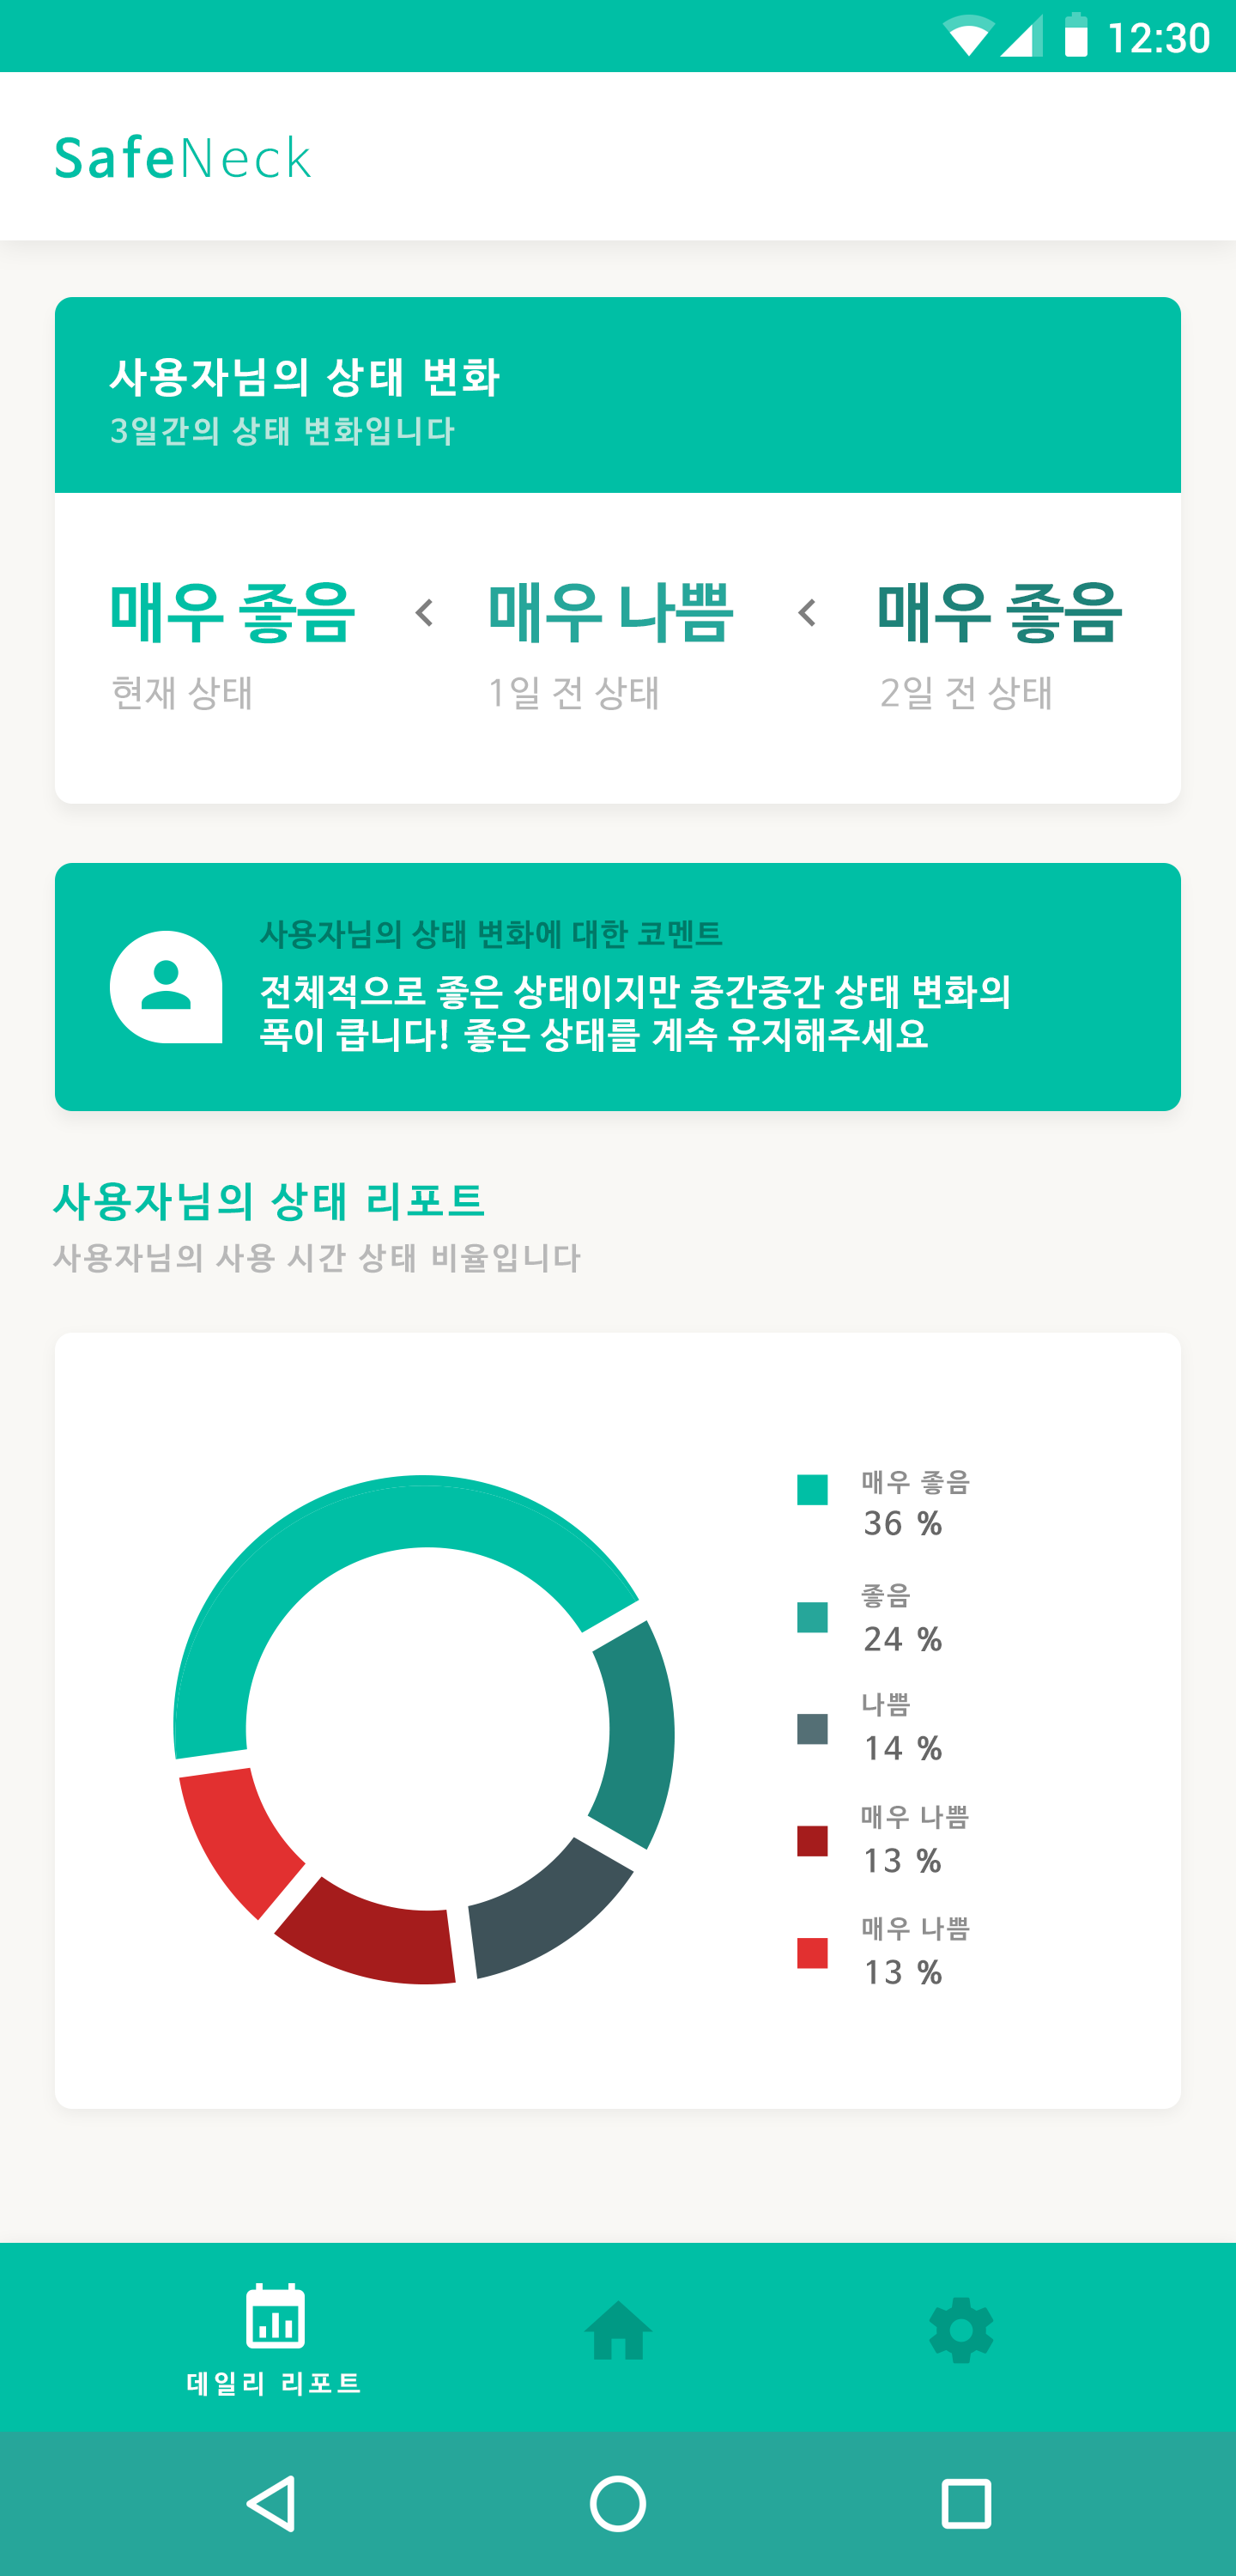 12:30
SafeNeck
사용자님의 상태 변화
3일간의 상태 변화입니다
매우 좋음 매우 나쁨 매우 좋음
현재 상태 1일 전 상태 2일 전 상태
사용자님의 상태 변화에 대한 코멘트
전체적으로 좋은 상태이지만 중간중간 상태 변화의
폭이 큽니다! 좋은 상태를 계속 유지해주세요
사용자님의 상태 리포트
사용자님의 사용 시간 상태 비율입니다
매우 좋음
36 %
좋음
24 %
나쁨
14 %
매우 나쁨
13 %
매우 나쁨
13 %
데일리 리포트